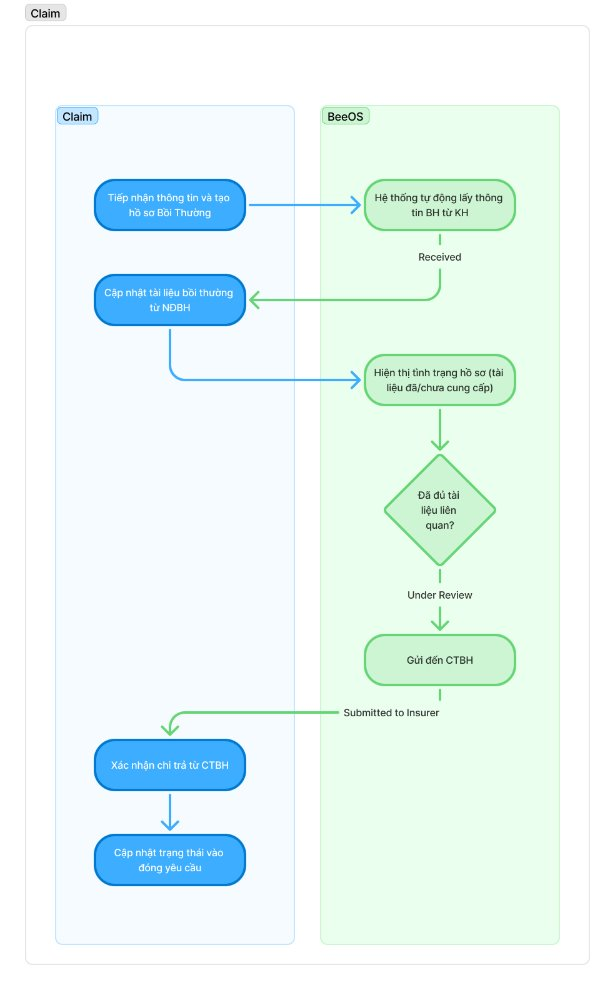 Claim
Claim
BeeOS
Tiếp nhận thông tin và tạo
hồ sơ Bồi Thường
Hệ thống tự động lấy thông
tin BH từ KH
Received
Cập nhật tài liệu bồi thường
từ NĐBH
Hiện thị tình trạng hồ sơ (tài
liệu đã/chưa cung cấp)
Đã đủ tài
liệu liên
quan?
Under Review
Gửi đến CTBH
Submitted to Insurer
Xác nhận chi trả từ CTBH
Cập nhật trạng thái vào
đóng yêu cầu